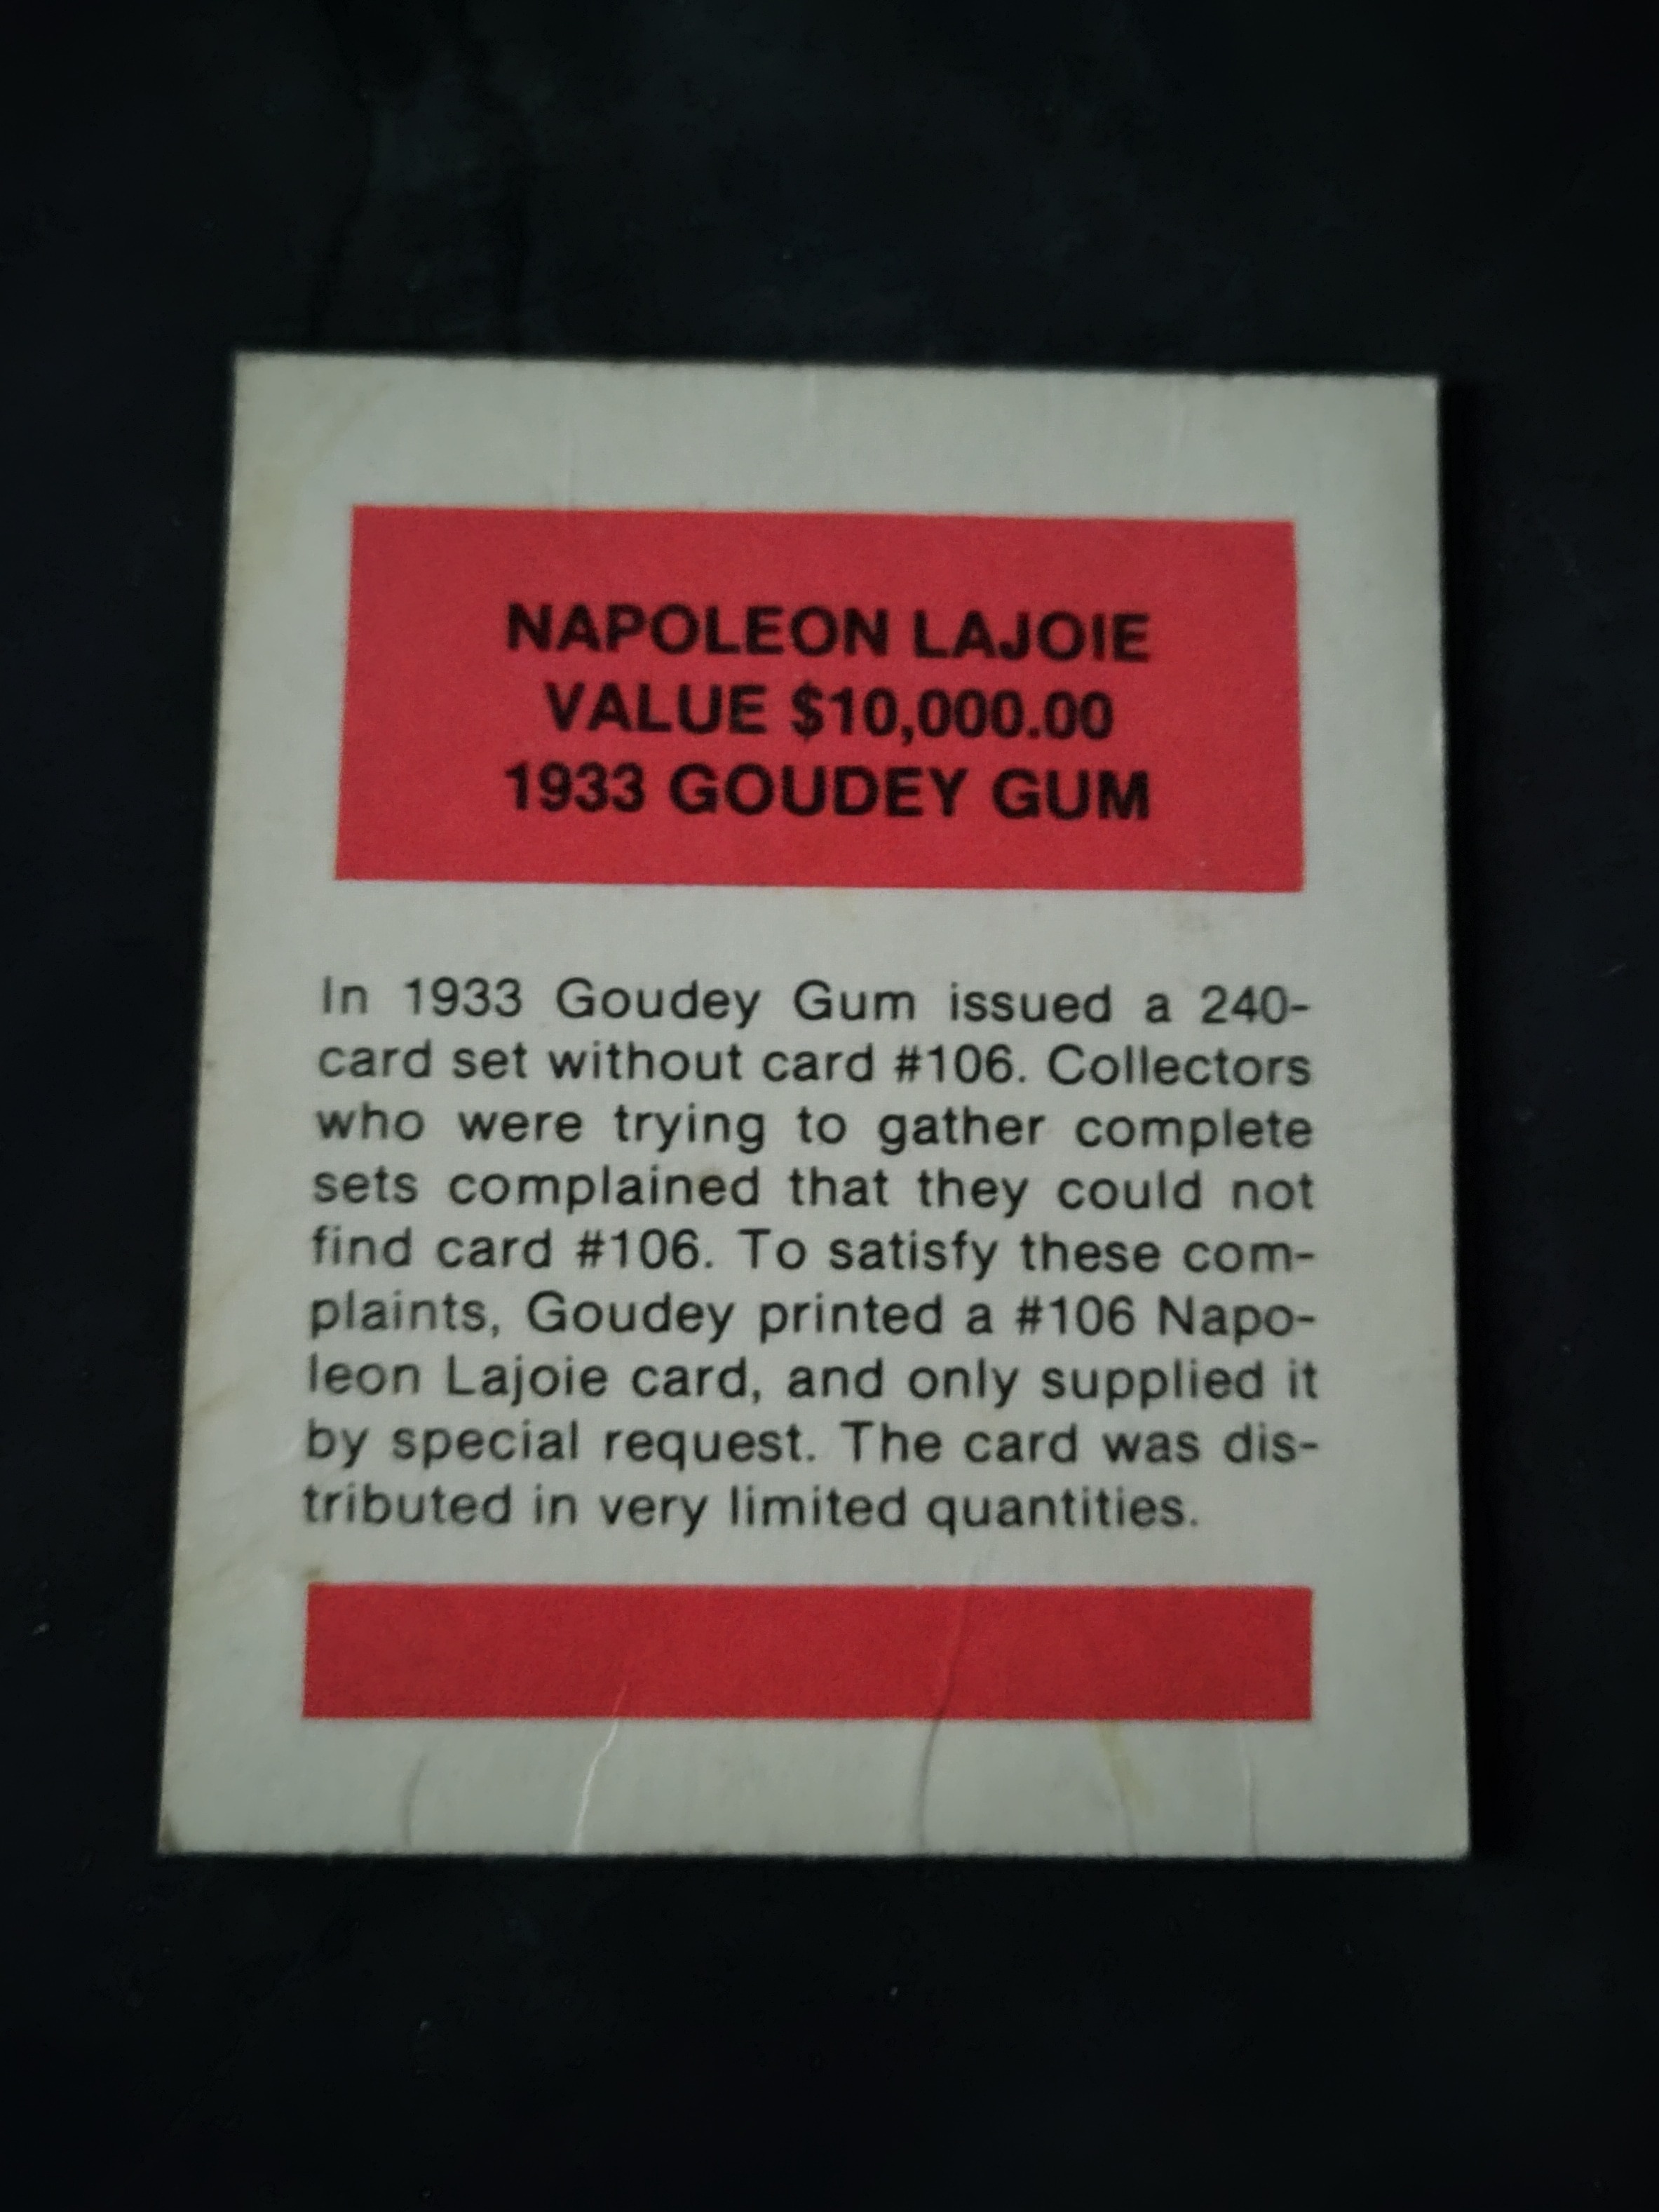 NAPOLEON LAJOIE
VALUE $10,000.00
1933 GOUDEY GUM
In 1933 Goudey Gum issued a 240-
card set without card #106. Collectors
who were trying to gather complete
sets complained that they could not
find card #106. To satisfy these com-
plaints, Goudey printed a #106 Napo-
leon Lajoie card, and only supplied it
by special request. The card was dis-
tributed in very limited quantities.